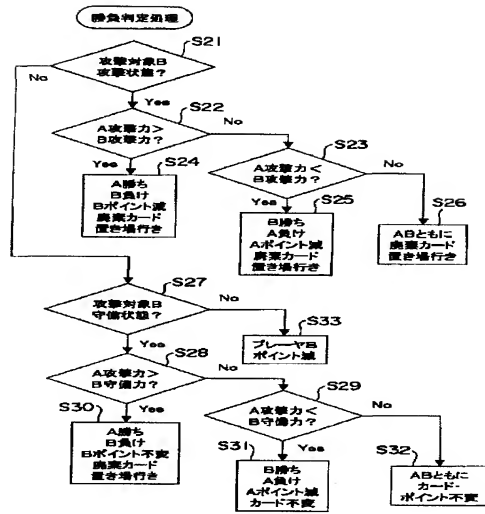 勝負判定処理
S21
攻撃対象B
攻撃状態?
No
Yes
S22
A攻撃力>
B攻撃力?
No
Yes
S23
A攻撃力<
B攻撃力?
No
Yes
S24
A勝ち
B負け
Bポイント減
廃棄カード
置き場行き
S25
B勝ち
A負け
Aポイント減
廃棄カード
置き場行き
S26
ABともに
廃棄カード
置き場行き
S27
攻撃対象B
守備状態?
No
Yes
S33
プレーヤB
ポイント減
S28
A攻撃力>
B守備力?
No
Yes
S29
A攻撃力<
B守備力?
No
Yes
S30
A勝ち
B負け
Bポイント不変
廃棄カード
置き場行き
S31
B勝ち
A負け
Aポイント減
カード不変
S32
ABともに
カード・
ポイント不変